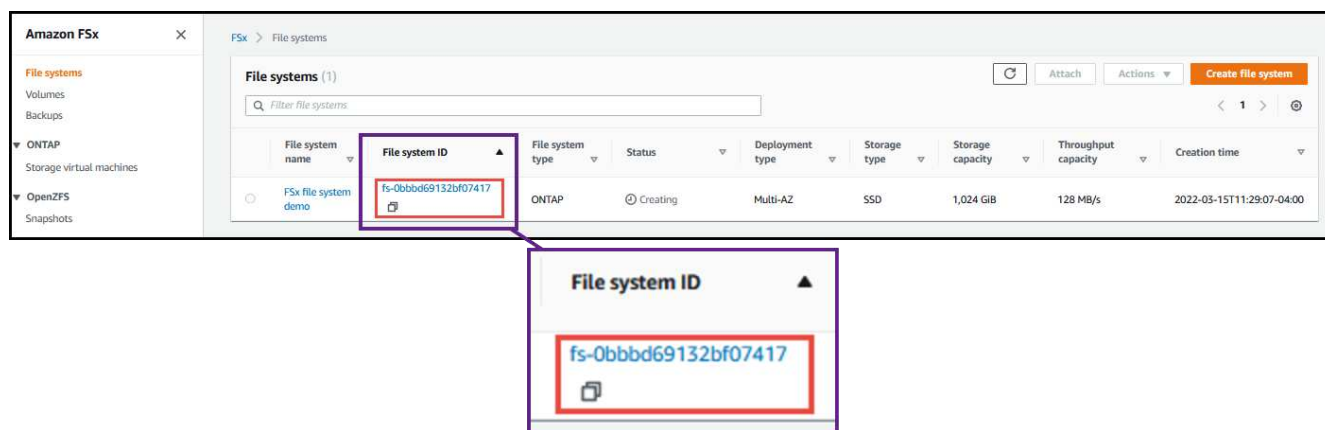 Amazon FSx
File systems
Volumes
Backups
ONTAP
Storage virtual machines
OpenZFS
Snapshots
FSx > File systems
File systems (1)
Attach
Actions
Create file system
Filter file systems
1
File system name
File system ID
File system type
Status
Deployment type
Storage type
Storage capacity
Throughput capacity
Creation time
FSx file system demo
fs-0bbbd69132bf07417
ONTAP
Creating
Multi-AZ
SSD
1,024 GiB
128 MB/s
2022-03-15T11:29:07-04:00
File system ID
fs-0bbbd69132bf07417